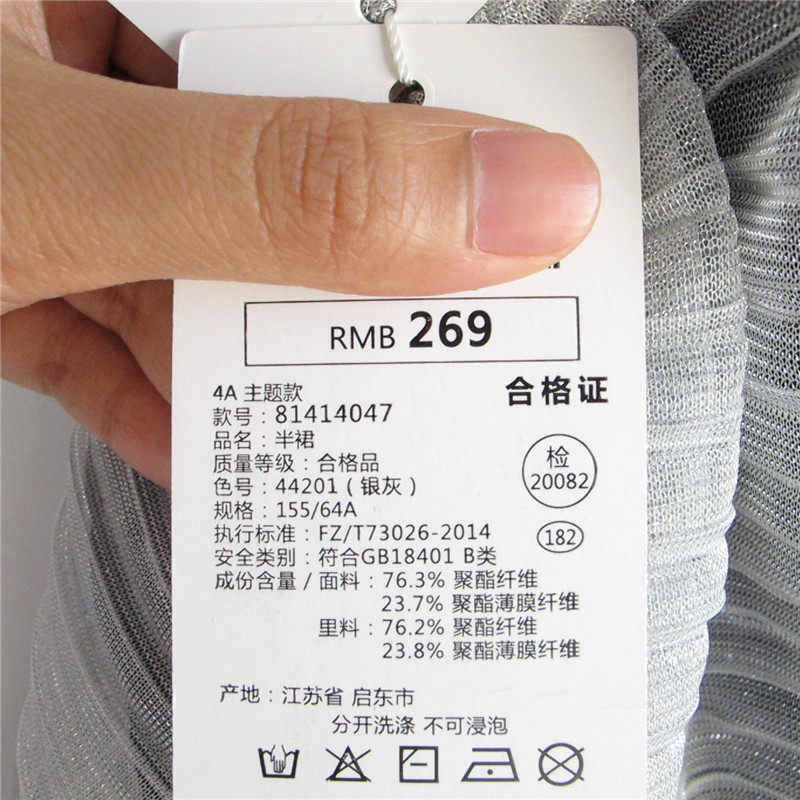 RMB 269
4A 主题款
合格证
款号：81414047
品名：半裙
质量等级：合格品
检
20082
色号：44201（银灰）
规格：155/64A
执行标准：FZ/T73026-2014
182
安全类别：符合GB18401 B类
成份含量 / 面料：76.3% 聚酯纤维
23.7% 聚酯薄膜纤维
里料：76.2% 聚酯纤维
23.8% 聚酯薄膜纤维
产地：江苏省 启东市
分开洗涤 不可浸泡